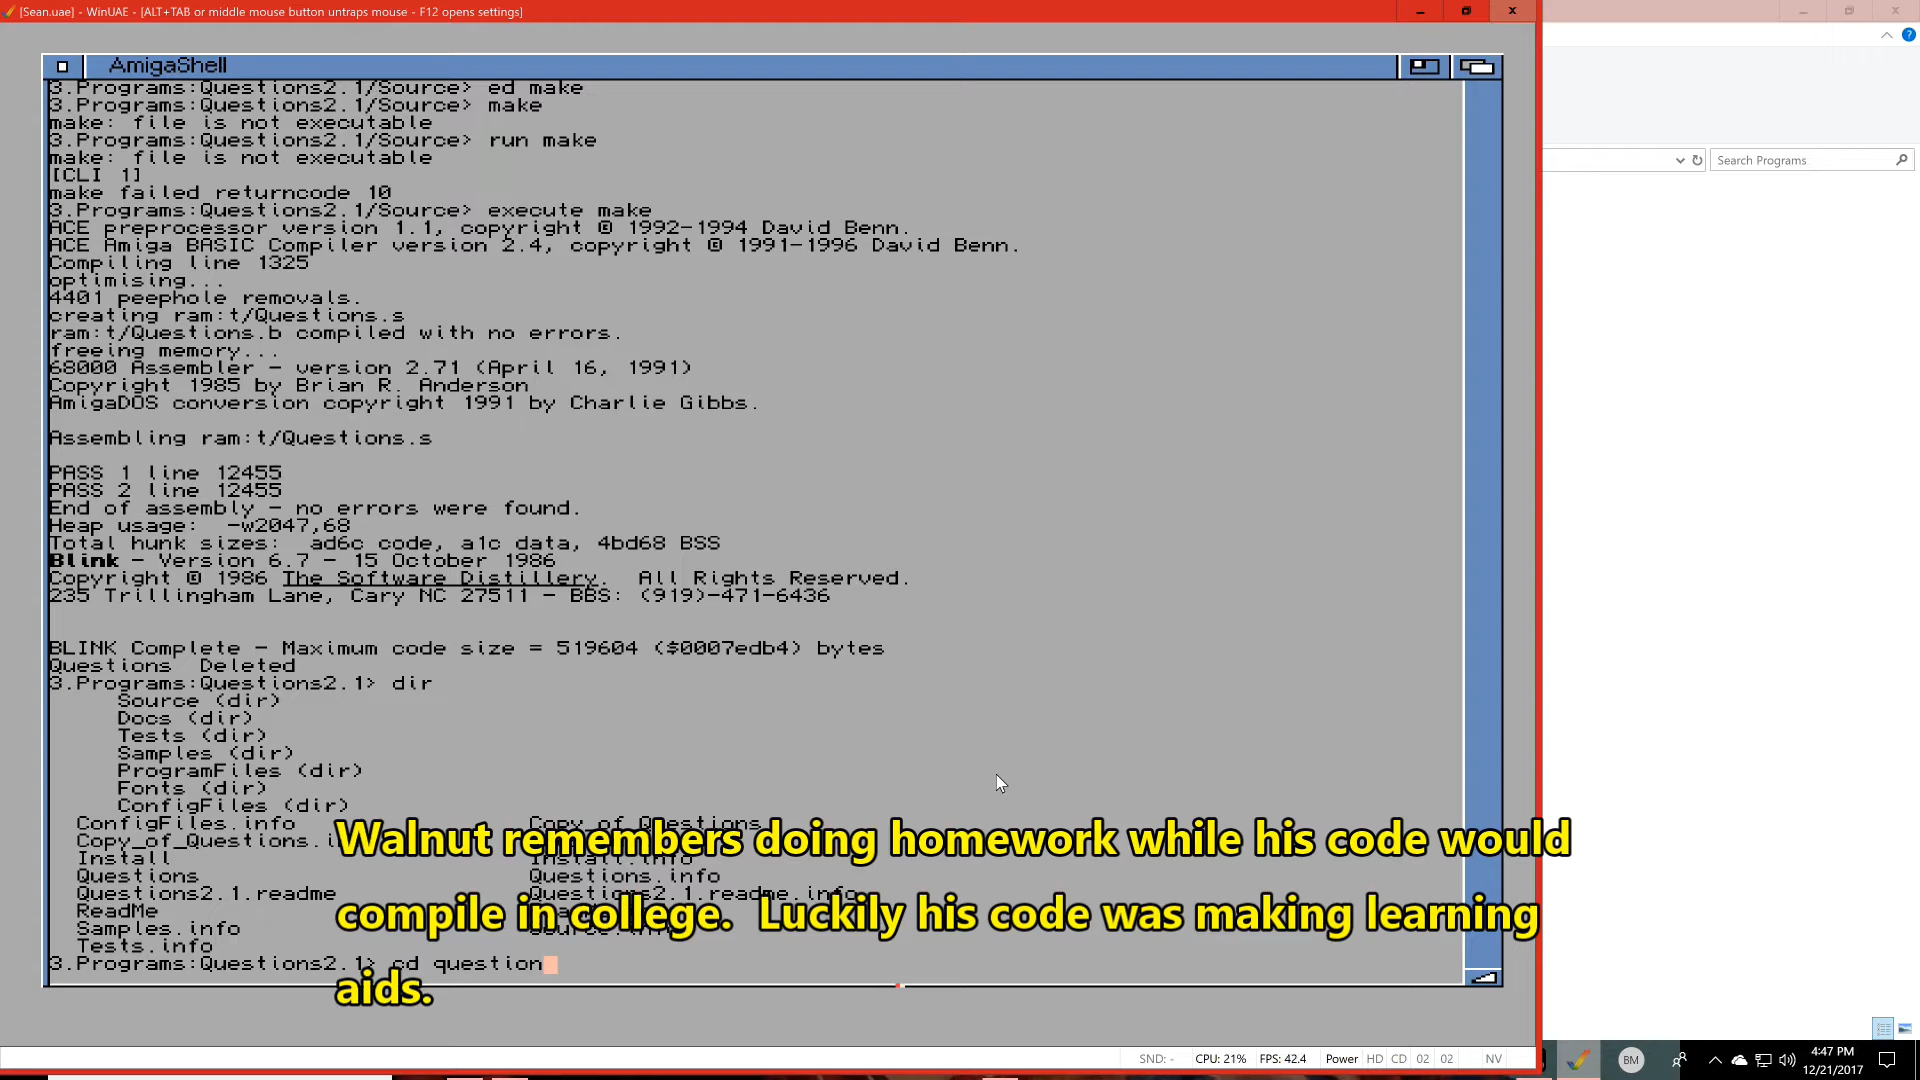 [Sean.uae] - WinUAE - [ALT+TAB or middle mouse button untraps mouse - F12 opens settings]
AmigaShell
3.Programs:Questions2.1/Source> ed make
3.Programs:Questions2.1/Source> make
make: file is not executable
3.Programs:Questions2.1/Source> run make
make: file is not executable
[CLI 1]
make failed returncode 10
3.Programs:Questions2.1/Source> execute make
ACE preprocessor version 1.1, copyright © 1992-1994 David Benn.
ACE Amiga BASIC Compiler version 2.4, copyright © 1991-1996 David Benn.
Compiling line 1325
optimising...
4401 peephole removals.
creating ram:t/Questions.s
ram:t/Questions.b compiled with no errors.
freeing memory...
68000 Assembler - version 2.71 (April 16, 1991)
Copyright 1985 by Brian R. Anderson
AmigaDOS conversion copyright 1991 by Charlie Gibbs.
Assembling ram:t/Questions.s
PASS 1 line 12455
PASS 2 line 12455
End of assembly - no errors were found.
Heap usage:  -w2047,68
Total hunk sizes:  ad6c code, a1c data, 4bd68 BSS
Blink - Version 6.7 - 15 October 1986
Copyright © 1986 The Software Distillery.  All Rights Reserved.
235 Trillingham Lane, Cary NC 27511 - BBS: (919)-471-6436
BLINK Complete - Maximum code size = 519604 ($0007edb4) bytes
Questions  Deleted
3.Programs:Questions2.1> dir
Source (dir)
Docs (dir)
Tests (dir)
Samples (dir)
ProgramFiles (dir)
Fonts (dir)
ConfigFiles (dir)
ConfigFiles.info Copy_of_Questions
Copy_of_Questions.i
Install Install.info
Questions Questions.info
Questions2.1.readme Questions2.1.readme.info
ReadMe
Samples.info Source.info
Tests.info
3.Programs:Questions2.1> cd question
Walnut remembers doing homework while his code would
compile in college.  Luckily his code was making learning
aids.
Search Programs
SND: - CPU: 21% FPS: 42.4 Power HD CD 02 02 NV
BM
4:47 PM
12/21/2017